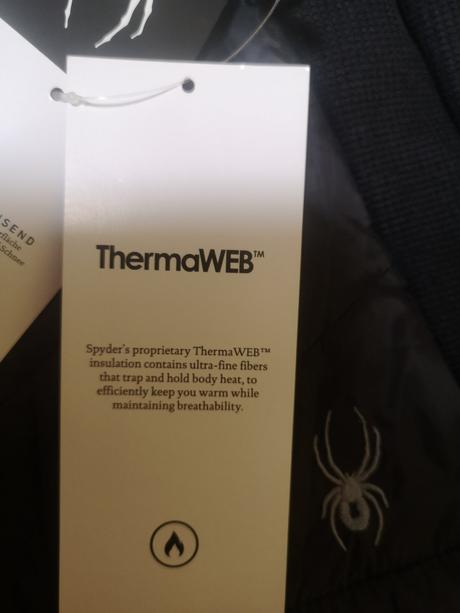 ThermaWEB™
Spyder's proprietary ThermaWEB™
insulation contains ultra-fine fibers
that trap and hold body heat, to
efficiently keep you warm while
maintaining breathability.
Schnee